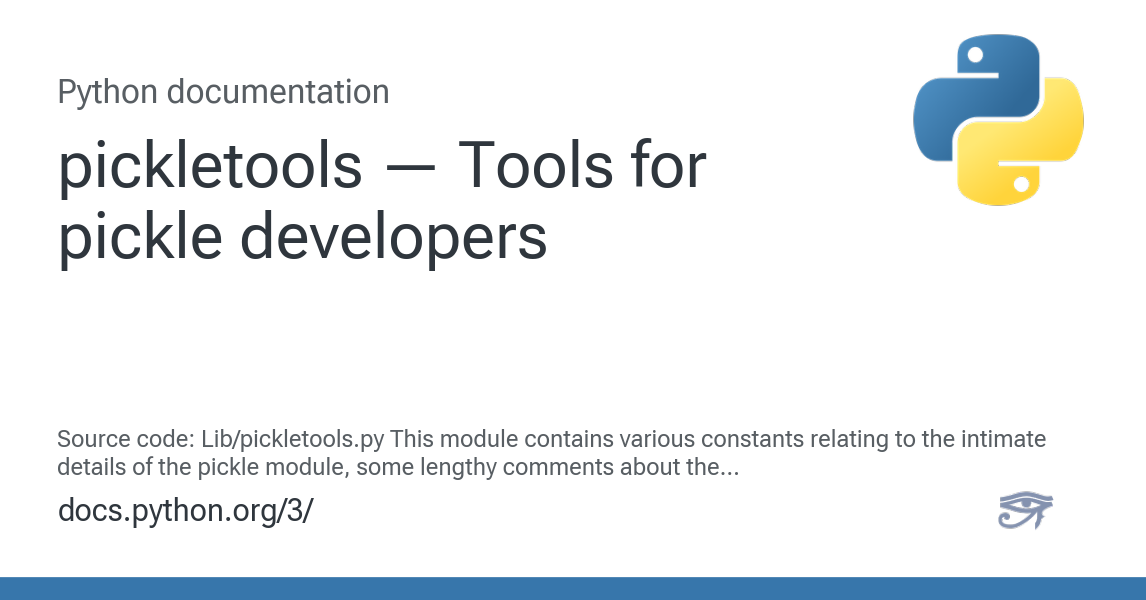 Python documentation
pickletools — Tools for
pickle developers
Source code: Lib/pickletools.py This module contains various constants relating to the intimate
details of the pickle module, some lengthy comments about the...
docs.python.org/3/